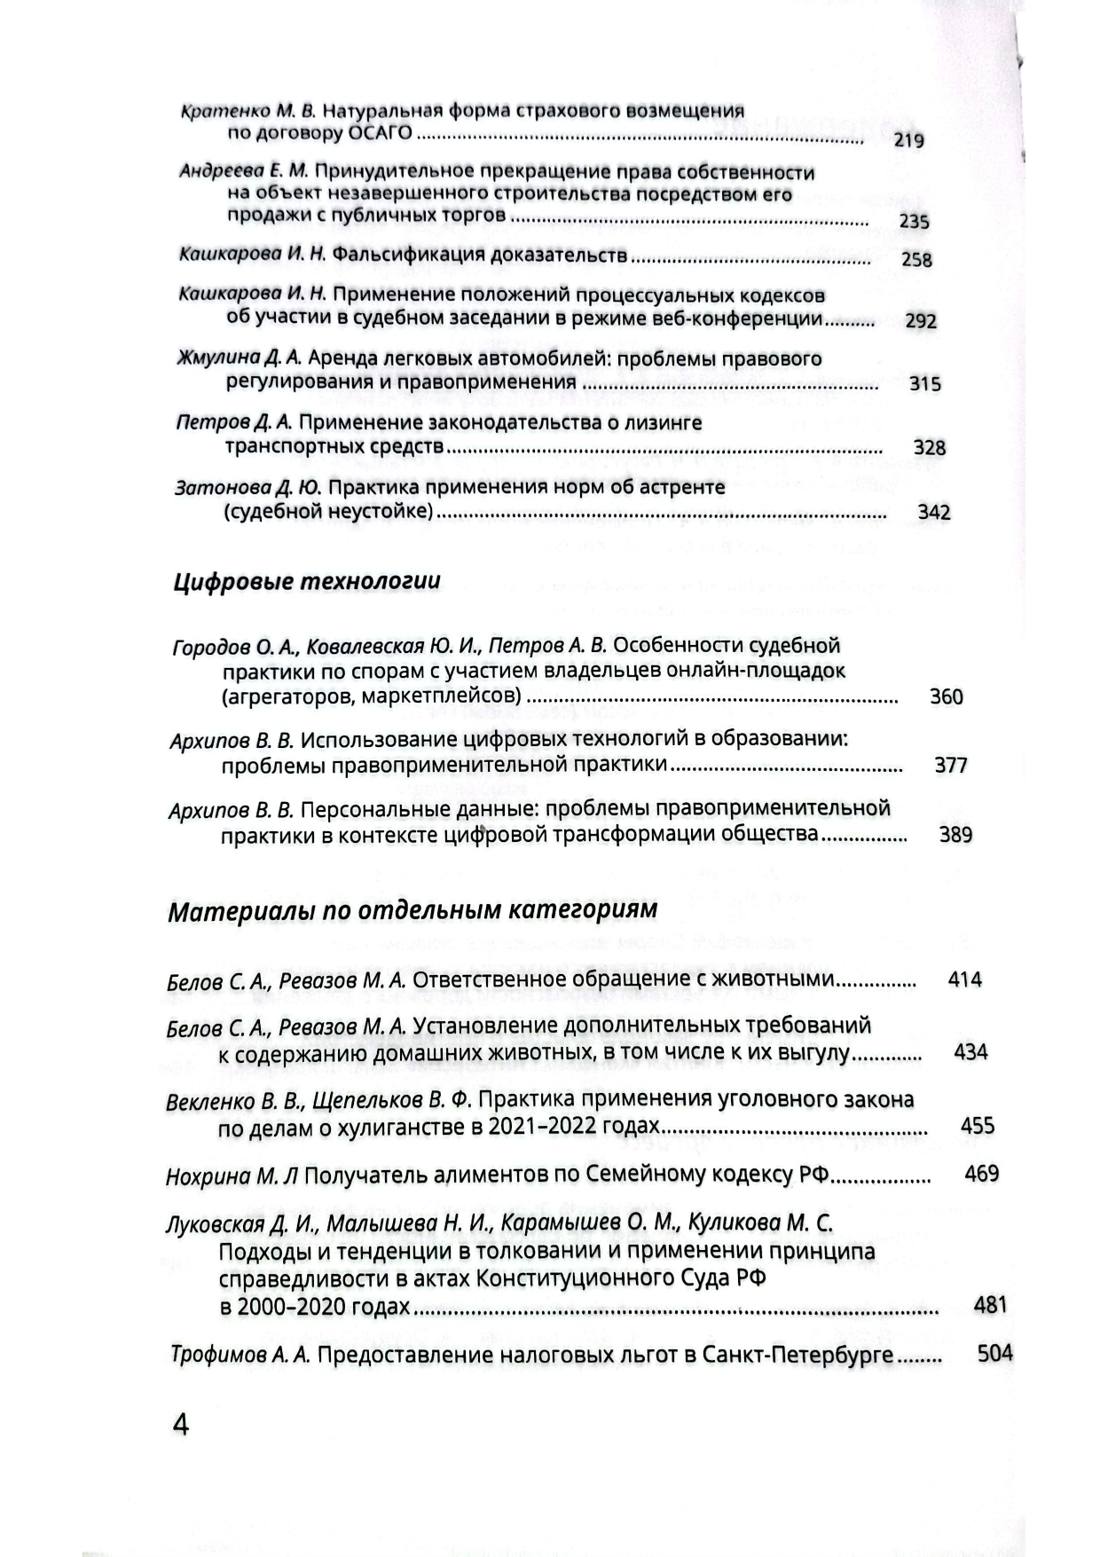 Кратенко М. В. Натуральная форма страхового возмещения
по договору ОСАГО ........ 219
Андреева Е. М. Принудительное прекращение права собственности
на объект незавершенного строительства посредством его
продажи с публичных торгов ........ 235
Кашкарова И. Н. Фальсификация доказательств ........ 258
Кашкарова И. Н. Применение положений процессуальных кодексов
об участии в судебном заседании в режиме веб-конференции ........ 292
Жмулина Д. А. Аренда легковых автомобилей: проблемы правового
регулирования и правоприменения ........ 315
Петров Д. А. Применение законодательства о лизинге
транспортных средств ........ 328
Затонова Д. Ю. Практика применения норм об астренте
(судебной неустойке) ........ 342
Цифровые технологии
Городов О. А., Ковалевская Ю. И., Петров А. В. Особенности судебной
практики по спорам с участием владельцев онлайн-площадок
(агрегаторов, маркетплейсов) ........ 360
Архипов В. В. Использование цифровых технологий в образовании:
проблемы правоприменительной практики ........ 377
Архипов В. В. Персональные данные: проблемы правоприменительной
практики в контексте цифровой трансформации общества ........ 389
Материалы по отдельным категориям
Белов С. А., Ревазов М. А. Ответственное обращение с животными ........ 414
Белов С. А., Ревазов М. А. Установление дополнительных требований
к содержанию домашних животных, в том числе к их выгулу ........ 434
Векленко В. В., Щепельков В. Ф. Практика применения уголовного закона
по делам о хулиганстве в 2021–2022 годах ........ 455
Нохрина М. Л Получатель алиментов по Семейному кодексу РФ ........ 469
Луковская Д. И., Малышева Н. И., Карамышев О. М., Куликова М. С.
Подходы и тенденции в толковании и применении принципа
справедливости в актах Конституционного Суда РФ
в 2000–2020 годах ........ 481
Трофимов А. А. Предоставление налоговых льгот в Санкт-Петербурге ........ 504
4